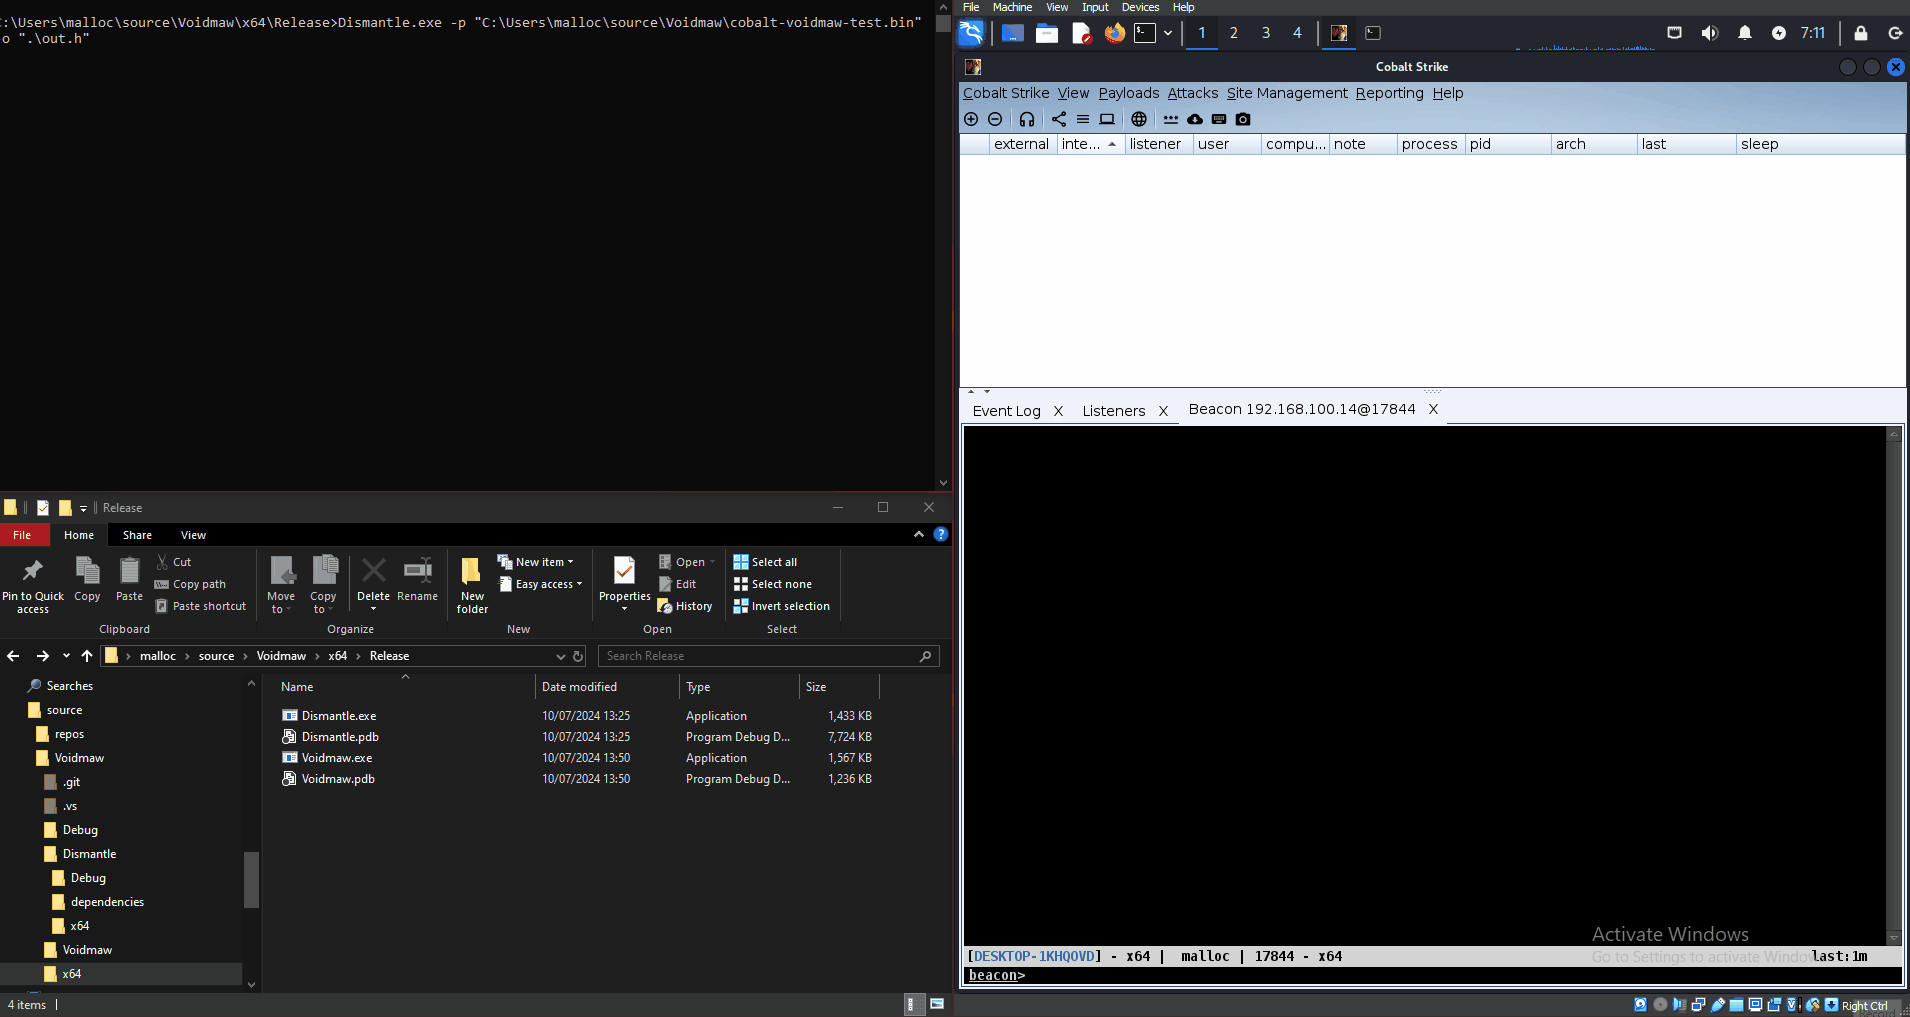 C:\Users\malloc\source\Voidmaw\x64\Release>Dismantle.exe -p "C:\Users\malloc\source\Voidmaw\cobalt-voidmaw-test.bin"
-o ".\out.h"
Release
File Home Share View
Pin to Quick access
Copy
Paste
Cut
Copy path
Paste shortcut
Clipboard
Move to
Copy to
Delete
Rename
Organize
New folder
New item
Easy access
New
Properties
Open
Edit
History
Open
Select all
Select none
Invert selection
Select
malloc > source > Voidmaw > x64 > Release
Search Release
Searches
source
repos
Voidmaw
.git
.vs
Debug
Dismantle
Debug
dependencies
x64
Voidmaw
x64
Name Date modified Type Size
Dismantle.exe 10/07/2024 13:25 Application 1,433 KB
Dismantle.pdb 10/07/2024 13:25 Program Debug D... 7,724 KB
Voidmaw.exe 10/07/2024 13:50 Application 1,567 KB
Voidmaw.pdb 10/07/2024 13:50 Program Debug D... 1,236 KB
4 items
File Machine View Input Devices Help
1 2 3 4 7:11
Cobalt Strike
Cobalt Strike View Payloads Attacks Site Management Reporting Help
external inte... listener user compu... note process pid arch last sleep
Event Log X Listeners X Beacon 192.168.100.14@17844 X
Activate Windows
Go to Settings to activate Windows
[DESKTOP-1KHQOVD] - x64 | malloc | 17844 - x64 last:1m
beacon>
Right Ctrl